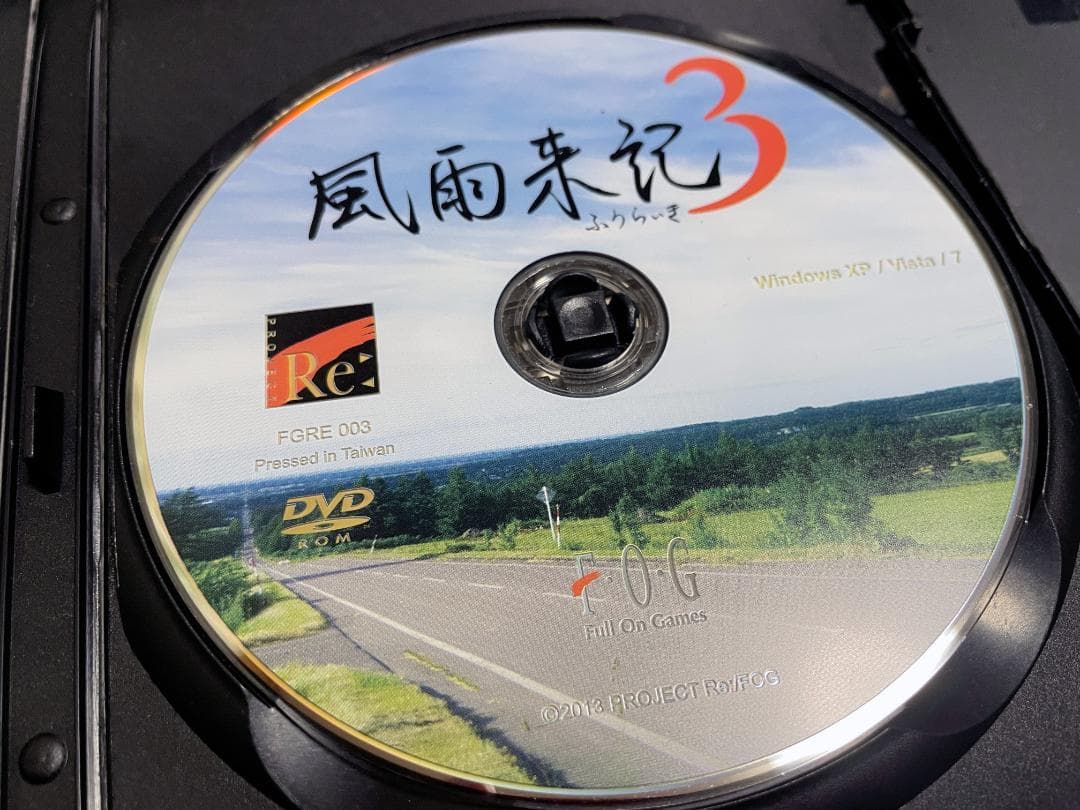 風雨来記3
ふうらいき
Windows XP / Vista / 7
PROJECT
Re:
FGRE 003
Pressed in Taiwan
DVD
ROM
F·O·G
Full On Games
©2013 PROJECT Re:/FOG